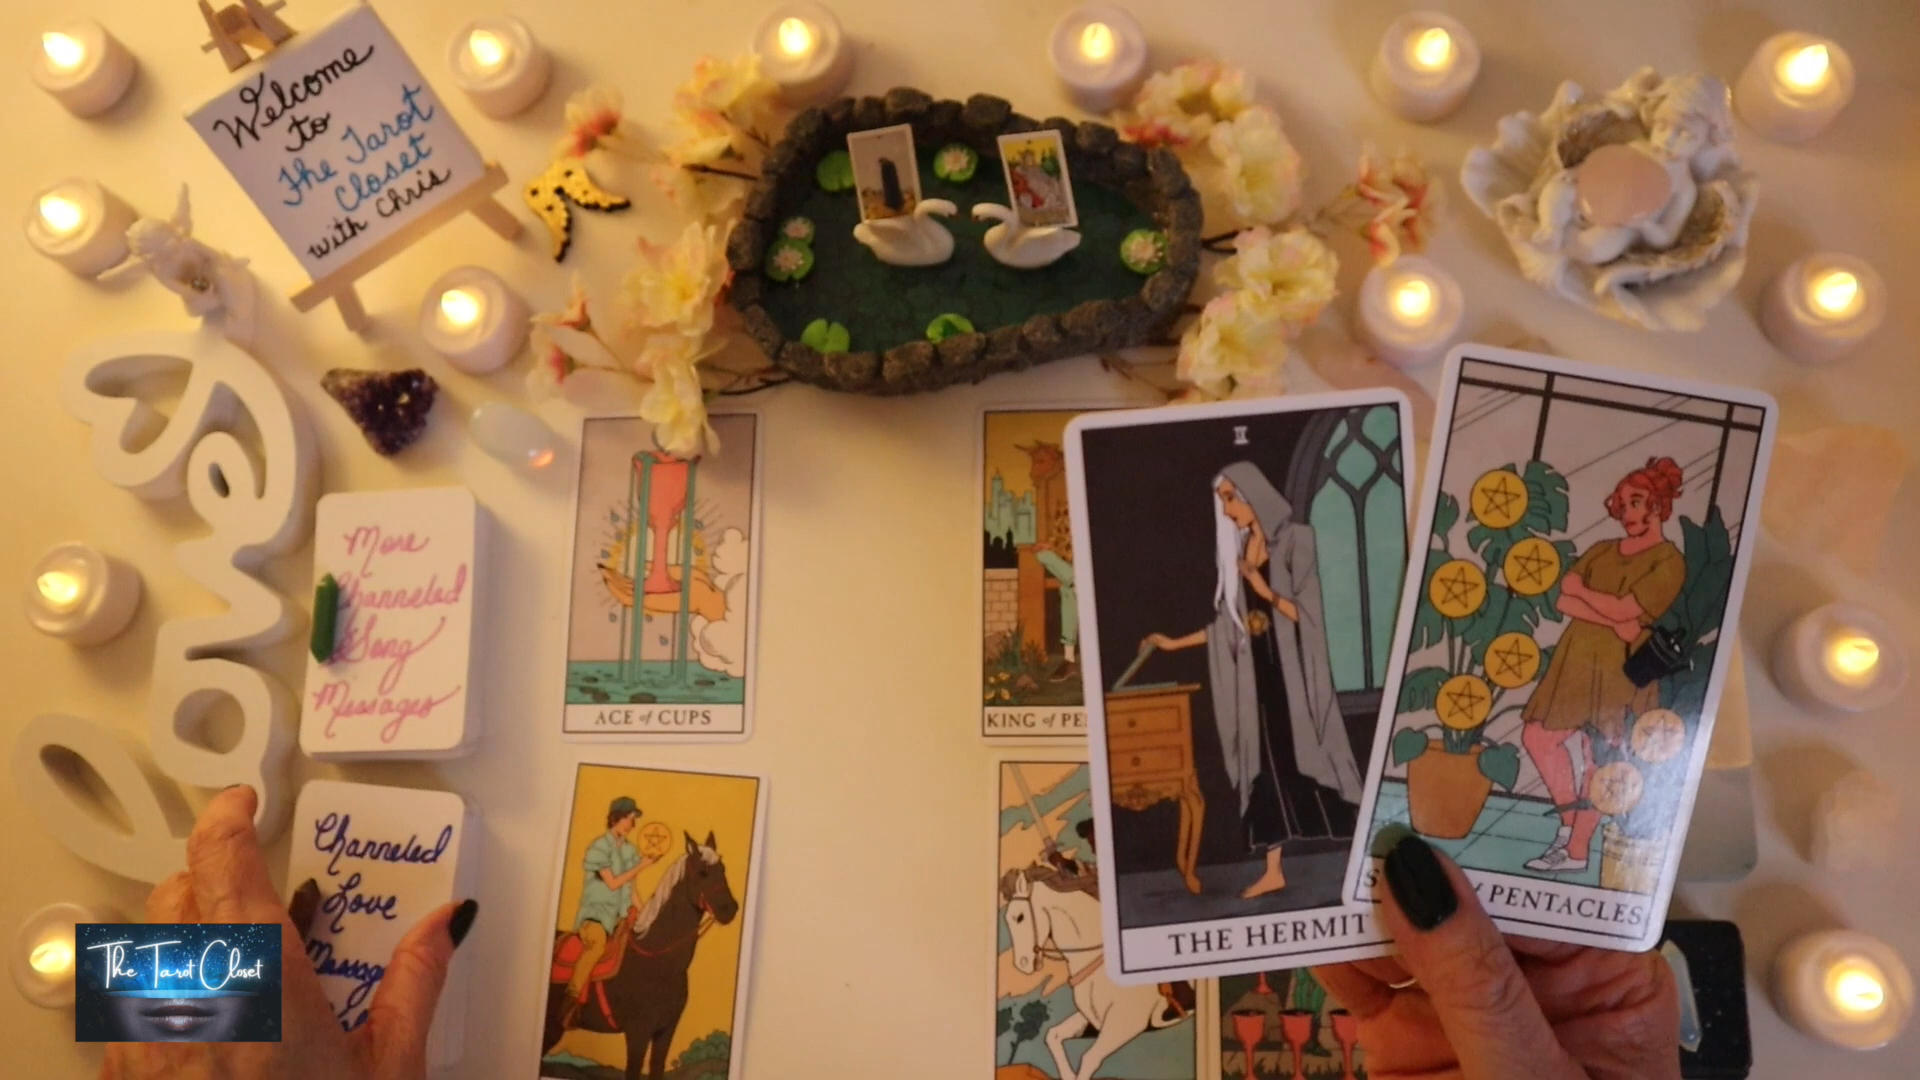 Welcome
to
The Tarot
Closet
with Chris
More
Channeled
Song
Messages
Channeled
Love
ACE of CUPS
KING of PE
II
THE HERMIT
S
PENTACLES
The Tarot Closet